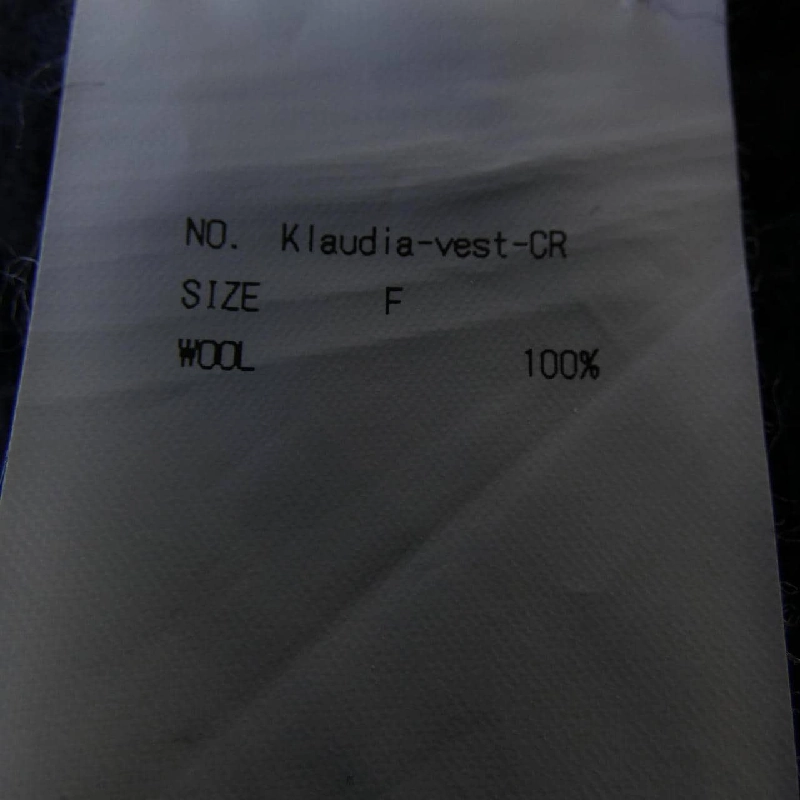 NO. Klaudia-vest-CR
SIZE F
WOOL 100%